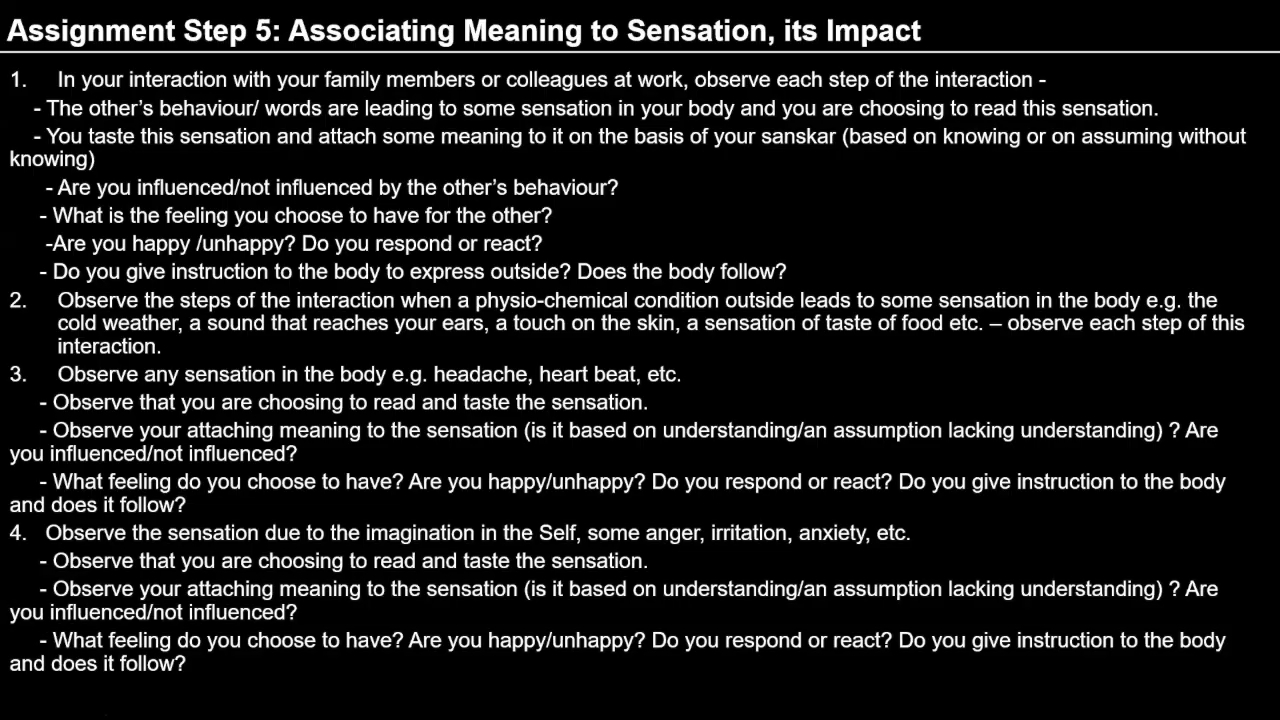 Assignment Step 5: Associating Meaning to Sensation, its Impact
1. In your interaction with your family members or colleagues at work, observe each step of the interaction -
- The other's behaviour/ words are leading to some sensation in your body and you are choosing to read this sensation.
- You taste this sensation and attach some meaning to it on the basis of your sanskar (based on knowing or on assuming without
knowing)
- Are you influenced/not influenced by the other's behaviour?
- What is the feeling you choose to have for the other?
-Are you happy /unhappy? Do you respond or react?
- Do you give instruction to the body to express outside? Does the body follow?
2. Observe the steps of the interaction when a physio-chemical condition outside leads to some sensation in the body e.g. the
cold weather, a sound that reaches your ears, a touch on the skin, a sensation of taste of food etc. – observe each step of this
interaction.
3. Observe any sensation in the body e.g. headache, heart beat, etc.
- Observe that you are choosing to read and taste the sensation.
- Observe your attaching meaning to the sensation (is it based on understanding/an assumption lacking understanding) ? Are
you influenced/not influenced?
- What feeling do you choose to have? Are you happy/unhappy? Do you respond or react? Do you give instruction to the body
and does it follow?
4. Observe the sensation due to the imagination in the Self, some anger, irritation, anxiety, etc.
- Observe that you are choosing to read and taste the sensation.
- Observe your attaching meaning to the sensation (is it based on understanding/an assumption lacking understanding) ? Are
you influenced/not influenced?
- What feeling do you choose to have? Are you happy/unhappy? Do you respond or react? Do you give instruction to the body
and does it follow?